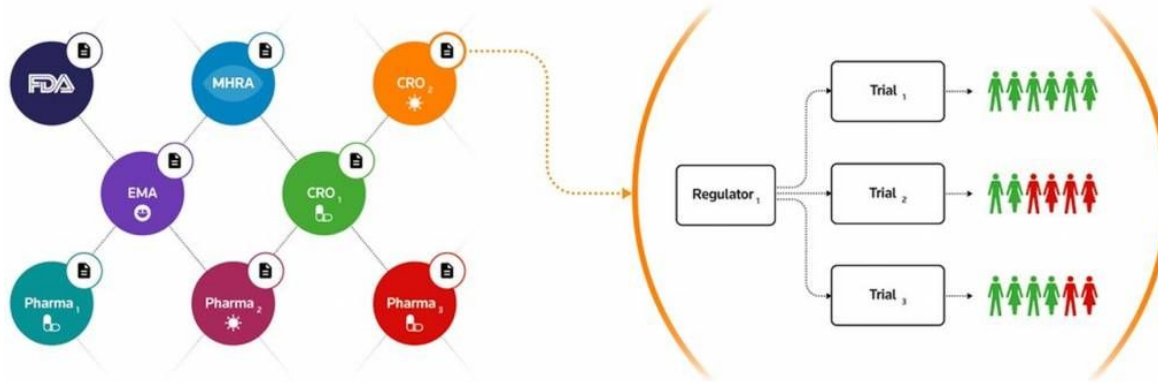 FDA
MHRA
CRO 2
EMA
CRO 1
Pharma 1
Pharma 2
Pharma 3
Regulator 1
Trial 1
Trial 2
Trial 3